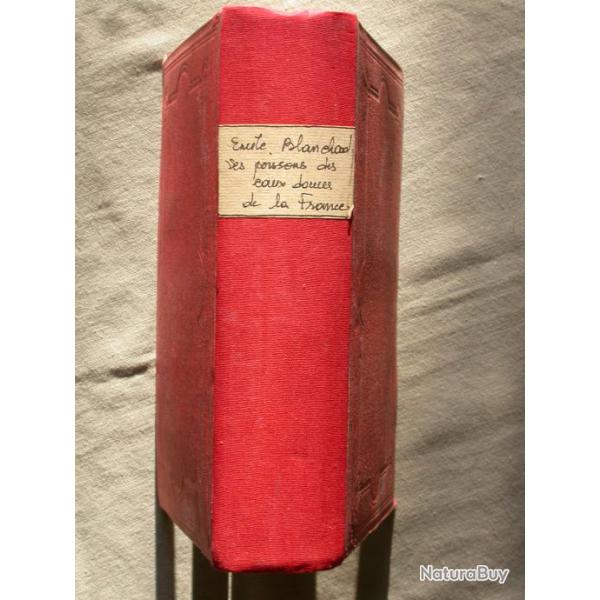 Emile Blanchard
Les poissons des
eaux douces
de la France
NaturaBuy